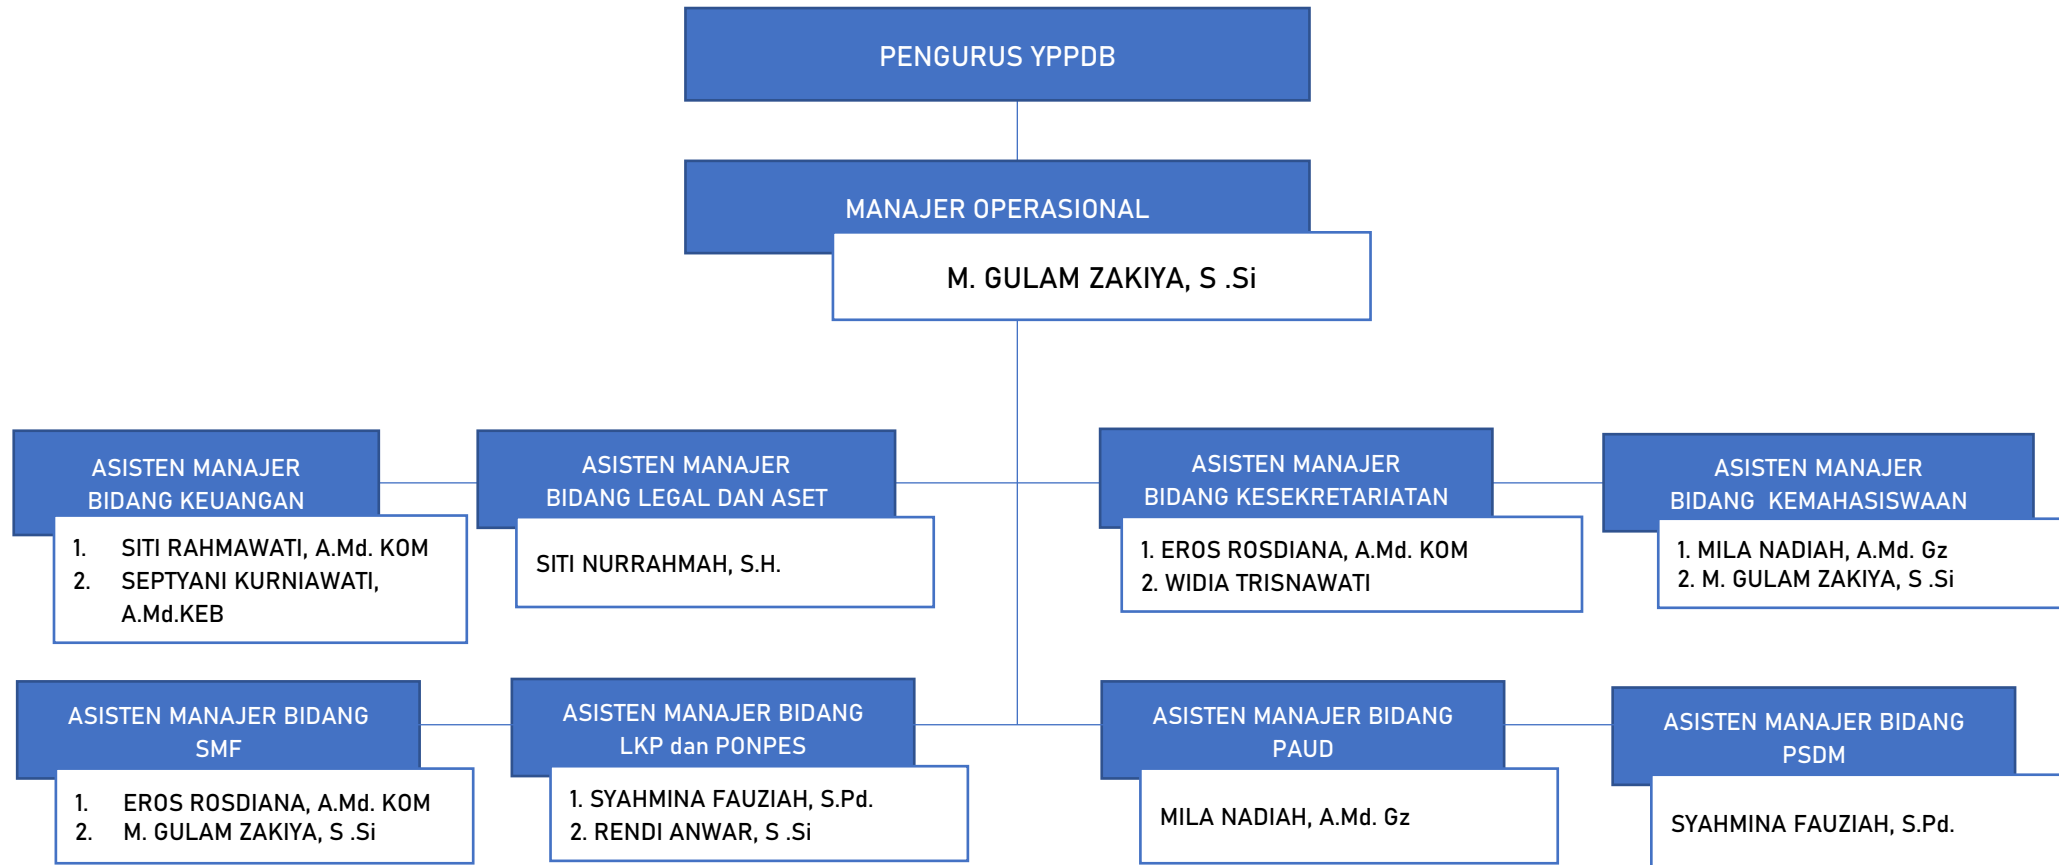 PENGURUS YPPDB
MANAJER OPERASIONAL
M. GULAM ZAKIYA, S .Si
ASISTEN MANAJER
BIDANG KEUANGAN
1. SITI RAHMAWATI, A.Md. KOM
2. SEPTYANI KURNIAWATI,
A.Md.KEB
ASISTEN MANAJER
BIDANG LEGAL DAN ASET
SITI NURRAHMAH, S.H.
ASISTEN MANAJER
BIDANG KESEKRETARIATAN
1. EROS ROSDIANA, A.Md. KOM
2. WIDIA TRISNAWATI
ASISTEN MANAJER
BIDANG KEMAHASISWAAN
1. MILA NADIAH, A.Md. Gz
2. M. GULAM ZAKIYA, S .Si
ASISTEN MANAJER BIDANG
SMF
1. EROS ROSDIANA, A.Md. KOM
2. M. GULAM ZAKIYA, S .Si
ASISTEN MANAJER BIDANG
LKP dan PONPES
1. SYAHMINA FAUZIAH, S.Pd.
2. RENDI ANWAR, S .Si
ASISTEN MANAJER BIDANG
PAUD
MILA NADIAH, A.Md. Gz
ASISTEN MANAJER BIDANG
PSDM
SYAHMINA FAUZIAH, S.Pd.